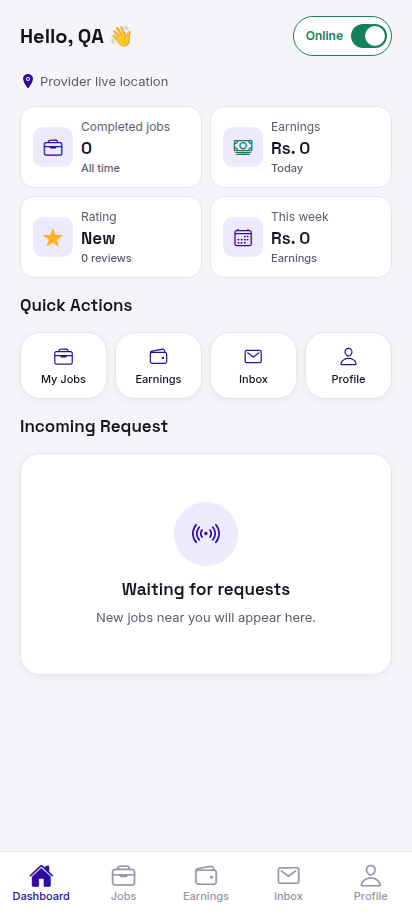 Hello, QA 👋
Online
Provider live location
Completed jobs
0
All time
Earnings
Rs. 0
Today
Rating
New
0 reviews
This week
Rs. 0
Earnings
Quick Actions
My Jobs
Earnings
Inbox
Profile
Incoming Request
Waiting for requests
New jobs near you will appear here.
Dashboard
Jobs
Earnings
Inbox
Profile